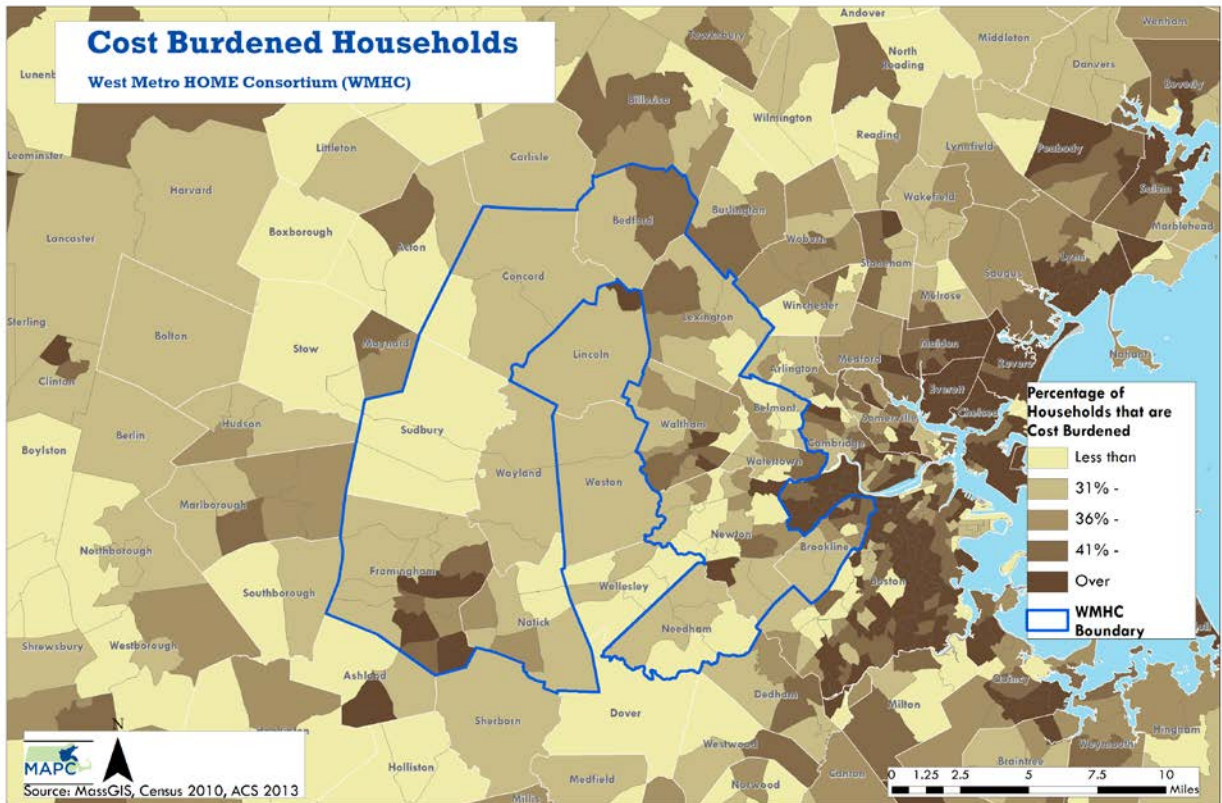 Cost Burdened Households
West Metro HOME Consortium (WMHC)
Andover
Wenham
Middleton
Tewksbury
Danvers
North
Reading
Beverly
Billerica
Wilmington
Littleton
Reading
Lynnfield
Peabody
Leominster
Carlisle
Harvard
Salem
Wakefield
Burlington
Bedford
Marblehead
Boxborough
Lancaster
Acton
Woburn
Stoneham
Lynn
Concord
Saugus
Melrose
Winchester
Lexington
Sterling
Bolton
Maynard
Malden
Stow
Lincoln
Medford
Revere
Nahant
Arlington
Clinton
Everett
Belmont
Somerville
Chelsea
Hudson
Waltham
Berlin
Sudbury
Cambridge
Boylston
Wayland
Watertown
Weston
Marlborough
Newton
Brookline
Northborough
Framingham
Boston
Wellesley
Southborough
Natick
Needham
Shrewsbury
Westborough
Ashland
Quincy
Dedham
Milton
Sherborn
Dover
Hingham
Westwood
Weymouth
Braintree
Holliston
Medfield
Canton
Millis
Norwood
Percentage of
Households that are
Cost Burdened
Less than
31% -
36% -
41% -
Over
WMHC
Boundary
N
MAPC
Source: MassGIS, Census 2010, ACS 2013
0 1.25 2.5 5 7.5 10
Miles